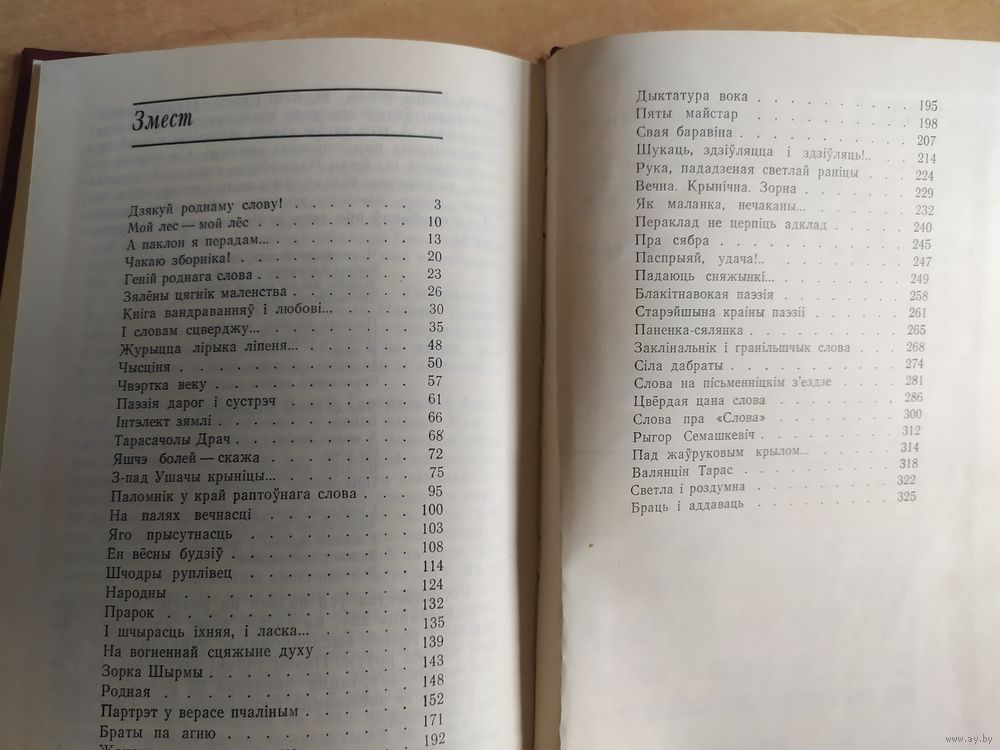 Змест
Дзякуй роднаму слову! . . . . . . . 3
Мой лес — мой лёс . . . . . . . . 10
А паклон я перадам... . . . . . . . 13
Чакаю зборніка! . . . . . . . . 20
Геній роднага слова . . . . . . . . 23
Зялёны цягнік маленства . . . . . . 26
Кніга вандраванняў і любові... . . . . 30
І словам сцверджу... . . . . . . . 35
Журыцца лірыка ліпеня... . . . . . 48
Чысціня . . . . . . . . . . 50
Чвэртка веку . . . . . . . . . 57
Паэзія дарог і сустрэч . . . . . . 61
Інтэлект зямлі . . . . . . . . 66
Тарасачолы Драч . . . . . . . . 68
Яшчэ болей — скажа . . . . . . . 72
З-пад Ушачы крыніцы... . . . . . . 75
Паломнік у край раптоўнага слова . . . 95
На палях вечнасці . . . . . . . 100
Яго прысутнасць . . . . . . . . 103
Ён вёсны будзіў . . . . . . . . 108
Шчодры руплівец . . . . . . . . 114
Народны . . . . . . . . . . 124
Прарок . . . . . . . . . . 132
І шчырасць іхняя, і ласка... . . . . . 135
На вогненнай сцяжыне духу . . . . . 139
Зорка Шырмы . . . . . . . . . 143
Родная . . . . . . . . . . 148
Партрэт у верасе пчаліным . . . . . 152
Браты па агню . . . . . . . . 171
192
Дыктатура вока . . . . . . . . 195
Пяты майстар . . . . . . . . . 198
Свая баравіна . . . . . . . . . 207
Шукаць, здзіўляцца і здзіўляць!.. . . . 214
Рука, пададзеная светлай раніцы . . . 224
Вечна. Крынічна. Зорна . . . . . . 229
Як маланка, нечаканы... . . . . . . 232
Пераклад не церпіць адклад . . . . 240
Пра сябра . . . . . . . . . . 245
Паспрыяй, удача!.. . . . . . . . 247
Падаюць сняжынкі... . . . . . . . 249
Блакітнавокая паэзія . . . . . . . 258
Старэйшына краіны паэзіі . . . . . 261
Паненка-сялянка . . . . . . . . 265
Заклінальнік і гранільшчык слова . . . 268
Сіла дабраты . . . . . . . . . 274
Слова на пісьменніцкім з'ездзе . . . . 281
Цвёрдая цана слова . . . . . . . 286
Слова пра «Слова» . . . . . . . 300
Рыгор Семашкевіч . . . . . . . . 312
Пад жаўруковым крылом... . . . . . 314
Валянцін Тарас . . . . . . . . 318
Светла і роздумна . . . . . . . . 322
Браць і аддаваць . . . . . . . . 325
www.ay.by